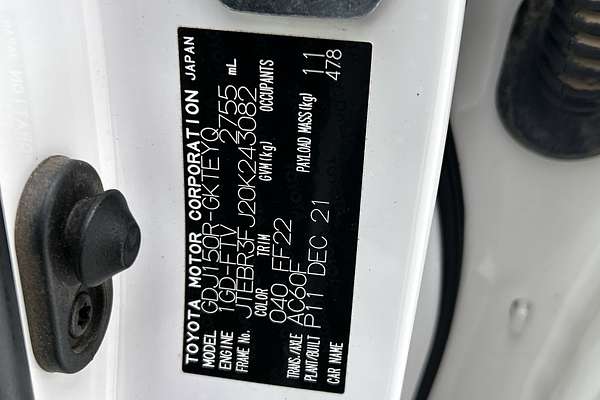 TOYOTA MOTOR CORPORATION JAPAN
MODEL GDJ150R-GKTEYQ
ENGINE 1GD-FTV 2755 mL
FRAME No. JTEBR3FJ20K243082
COLOR TRIM GVM(kg) OCCUPANTS
040 FF22 11
TRANS./AXLE AC60F PAYLOAD MASS(kg) 478
PLANT/BUILT P11 DEC 21
CAR NAME